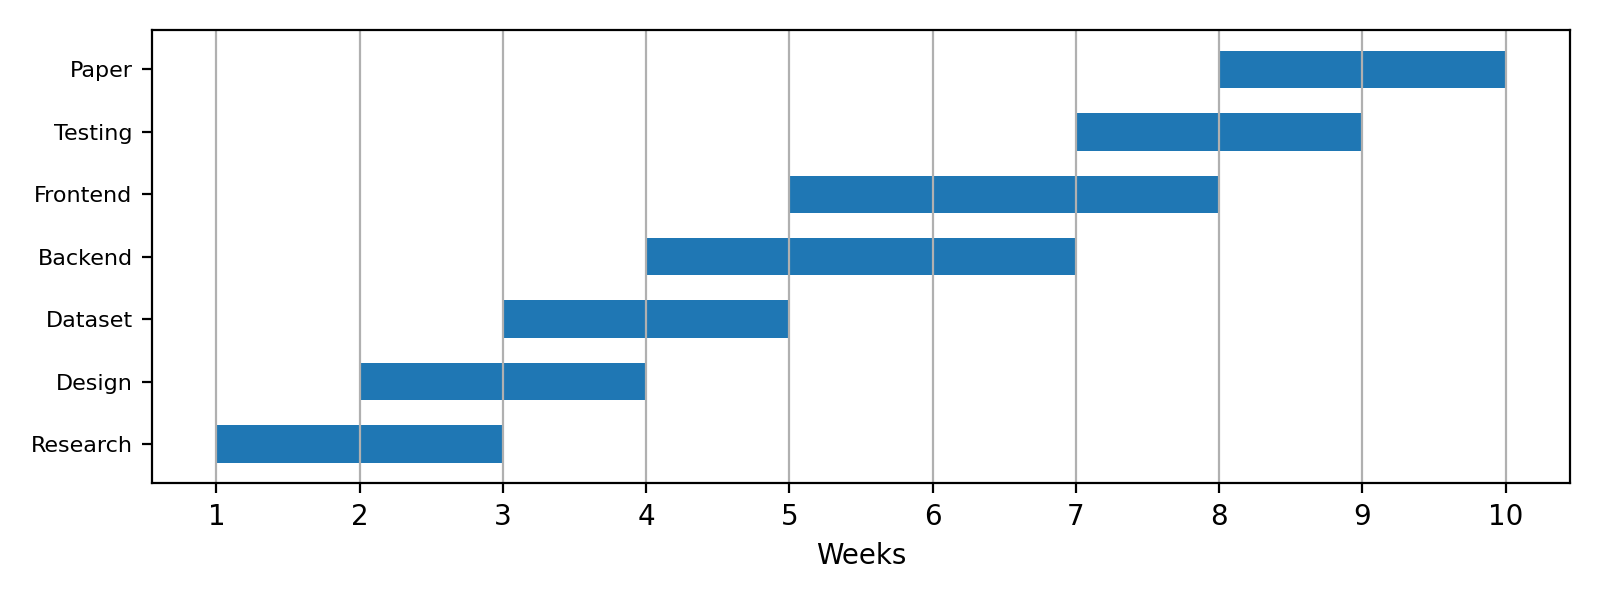 Paper
Testing
Frontend
Backend
Dataset
Design
Research
1 2 3 4 5 6 7 8 9 10
Weeks